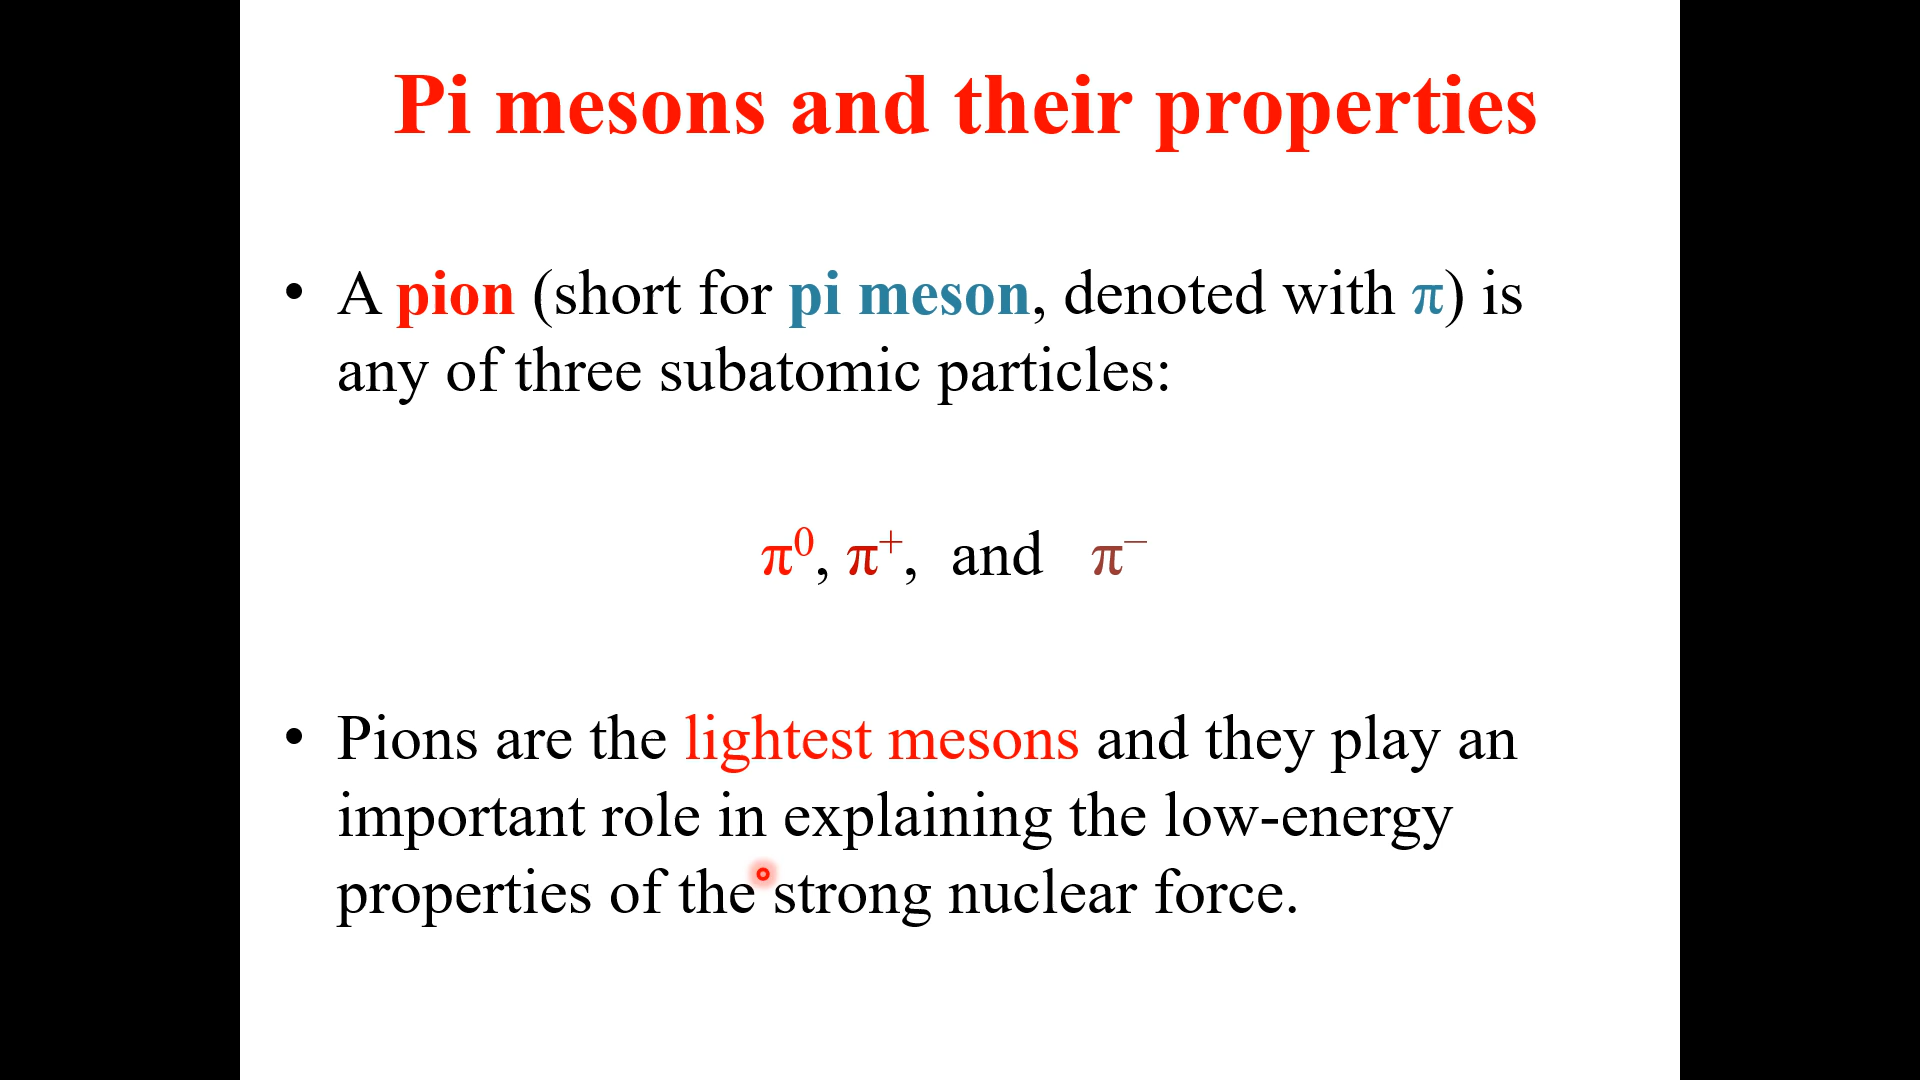 Pi mesons and their properties
• A pion (short for pi meson, denoted with π) is
any of three subatomic particles:
π⁰, π⁺, and π⁻
• Pions are the lightest mesons and they play an
important role in explaining the low-energy
properties of the strong nuclear force.